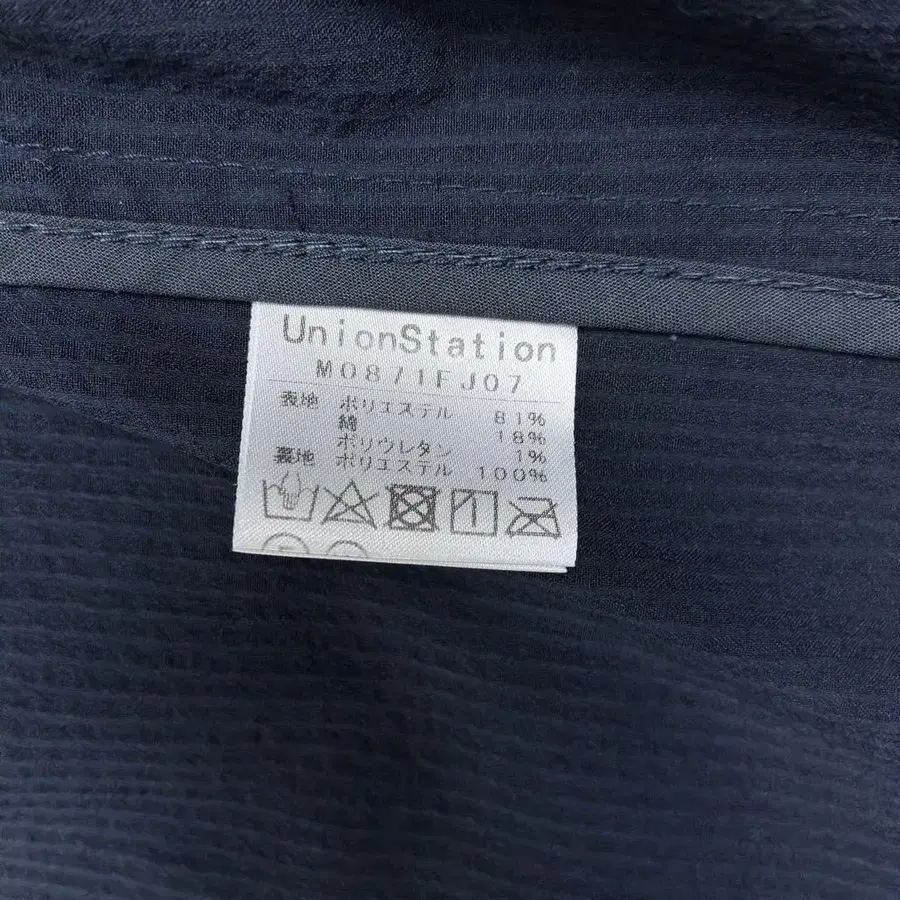 UnionStation
M0871FJ07
表地 ポリエステル 81%
綿 18%
ポリウレタン 1%
裏地 ポリエステル 100%